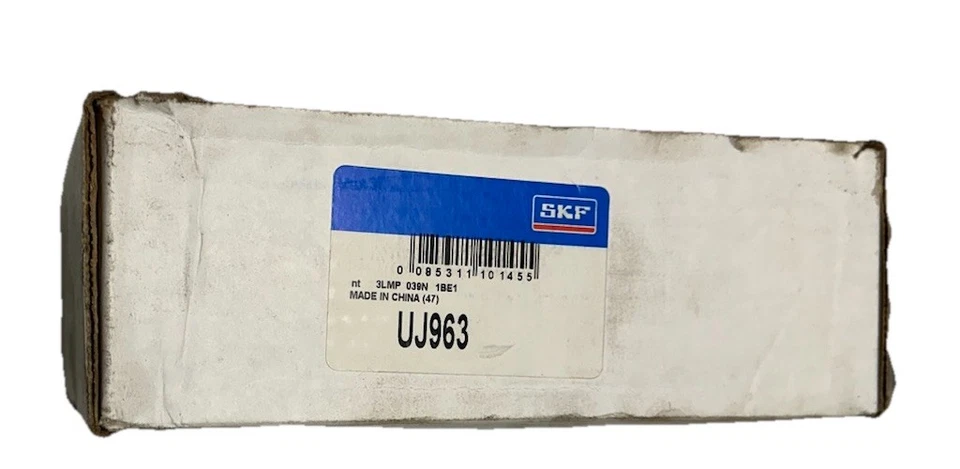 SKF
0 085311 101455
nt 3LMP 039N 1BE1
MADE IN CHINA (47)
UJ963